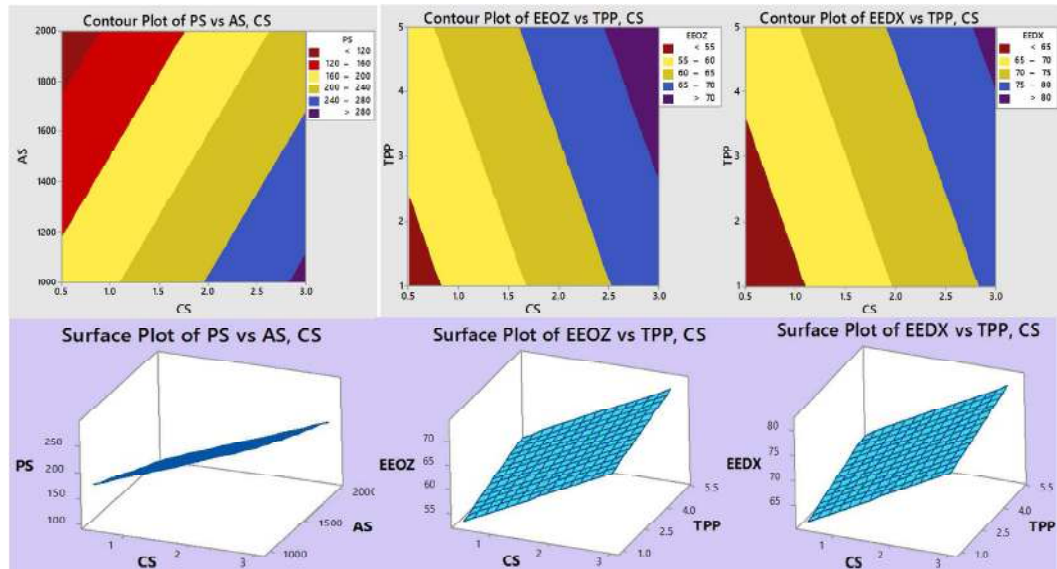 Contour Plot of PS vs AS, CS
2000
1800
1600
1400
1200
1000
AS
0.5
1.0
1.5
2.0
2.5
3.0
CS
PS
< 120
120 – 160
160 – 200
200 – 240
240 – 280
> 280
Contour Plot of EEOZ vs TPP, CS
5
4
3
2
1
TPP
0.5
1.0
1.5
2.0
2.5
3.0
CS
EEOZ
< 55
55 – 60
60 – 65
65 – 70
> 70
Contour Plot of EEDX vs TPP, CS
5
4
3
2
1
TPP
0.5
1.0
1.5
2.0
2.5
3.0
CS
EEDX
< 65
65 – 70
70 – 75
75 – 80
> 80
Surface Plot of PS vs AS, CS
PS
250
200
150
100
1
2
3
CS
1000
1500
2000
AS
Surface Plot of EEOZ vs TPP, CS
EEOZ
70
65
60
55
1
2
3
CS
1.0
2.5
4.0
5.5
TPP
Surface Plot of EEDX vs TPP, CS
EEDX
80
75
70
65
1
2
3
CS
1.0
2.5
4.0
5.5
TPP